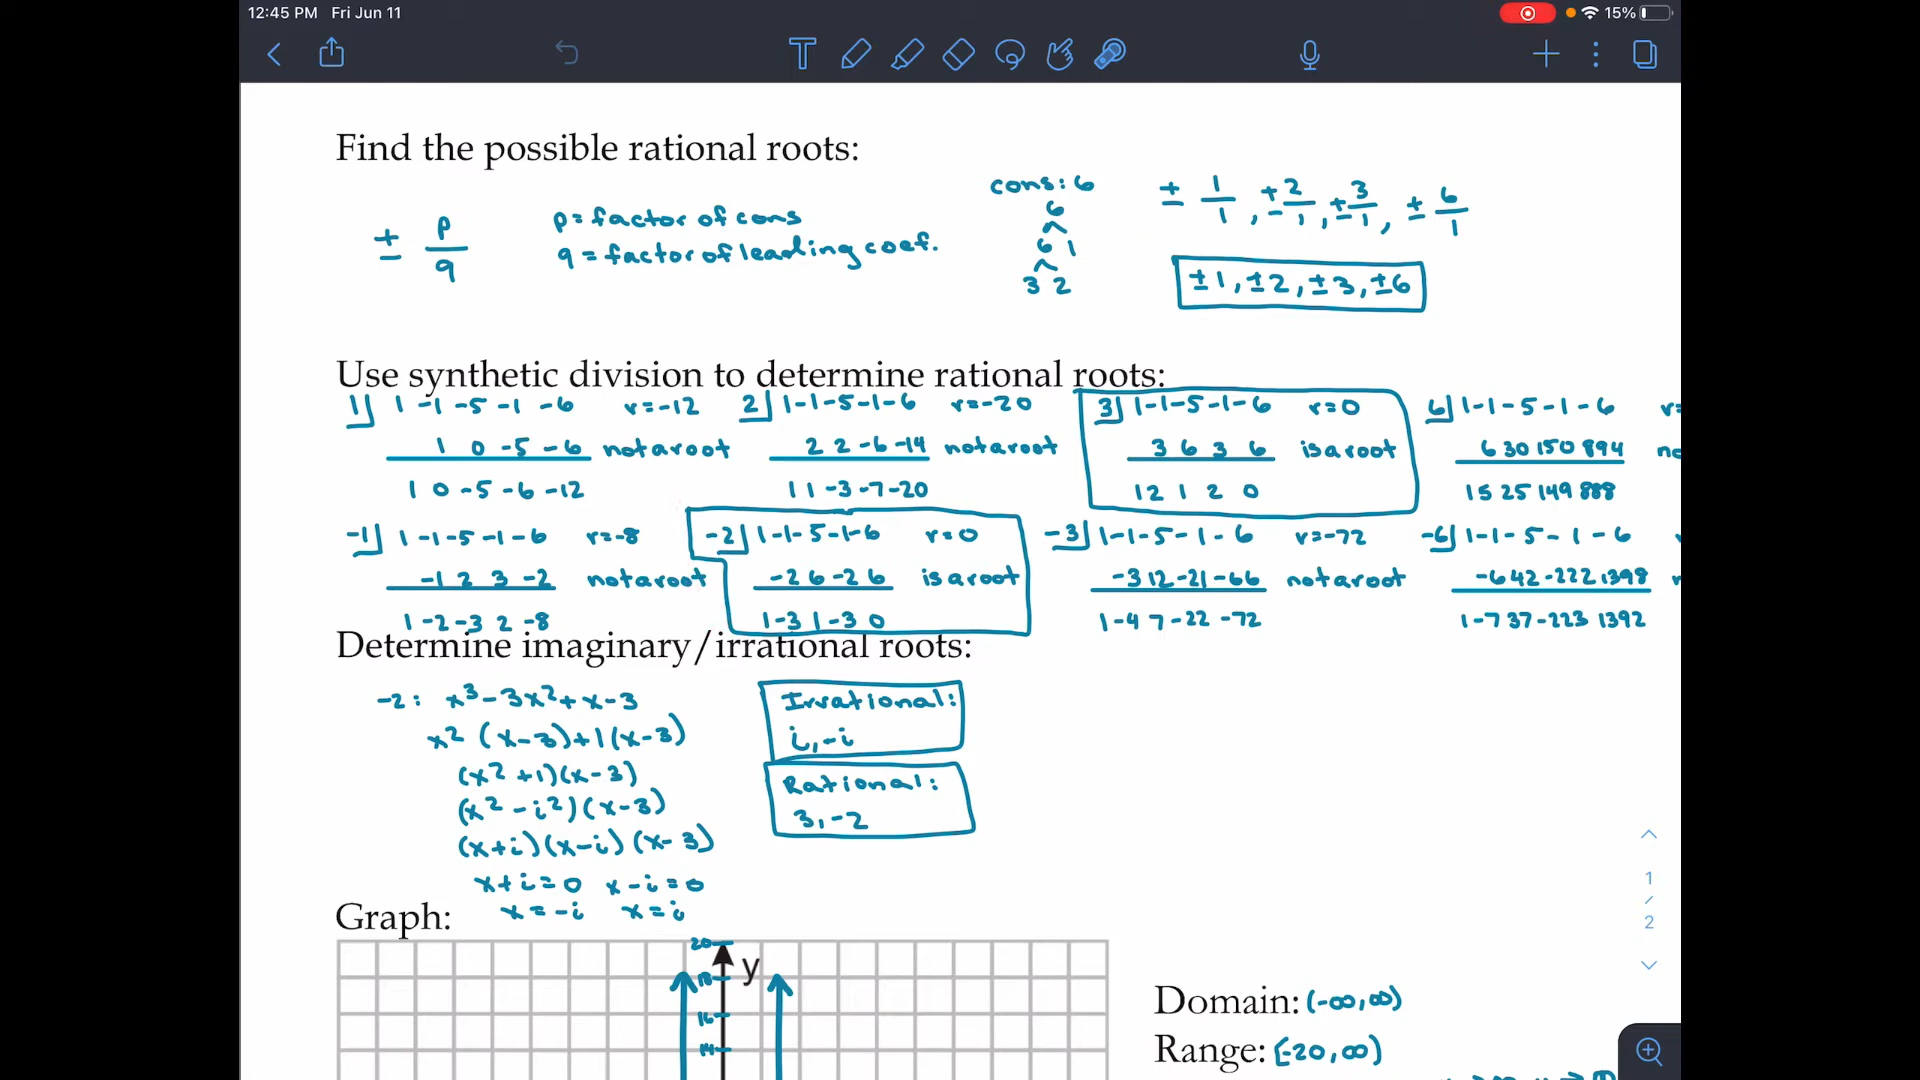 12:45 PM Fri Jun 11
15%
Find the possible rational roots:
± p/q
p = factor of cons
q = factor of leading coef.
cons: 6
6
6 1
3 2
± 1/1, ±2/1, ±3/1, ± 6/1
±1, ±2, ±3, ±6
Use synthetic division to determine rational roots:
1] 1 -1 -5 -1 -6 r=-12
1 0 -5 -6 not a root
1 0 -5 -6 -12
2] 1 -1 -5 -1 -6 r=-20
2 2 -6 -14 not a root
1 1 -3 -7 -20
3] 1 -1 -5 -1 -6 r=0
3 6 3 6 is a root
1 2 1 2 0
6] 1 -1 -5 -1 -6
6 30 150 894
1 5 25 149 888
-1] 1 -1 -5 -1 -6 r=-8
-1 2 3 -2 not a root
1 -2 -3 2 -8
-2] 1 -1 -5 -1 -6 r=0
-2 6 -2 6 is a root
1 -3 1 -3 0
-3] 1 -1 -5 -1 -6 r=-72
-3 12 -21 -66 not a root
1 -4 7 -22 -72
-6] 1 -1 -5 -1 -6
-6 42 -222 1398
1 -7 37 -223 1392
Determine imaginary/irrational roots:
-2: x³-3x²+x-3
x²(x-3)+1(x-3)
(x²+1)(x-3)
(x²-i²)(x-3)
(x+i)(x-i)(x-3)
x+i=0 x-i=0
x=-i x=i
Irrational:
i, -i
Rational:
3, -2
Graph:
20
y
18
16
14
Domain: (-∞,∞)
Range: [-20,∞)
1
/
2